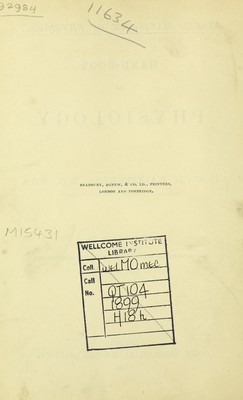 92984
11634
BRADBURY, AGNEW, & CO. LD., PRINTERS,
LONDON AND TONBRIDGE.
M15431
WELLCOME INSTITUTE
LIBRARY
Coll. welMOmec
Call
No. QT104
1899
H18h